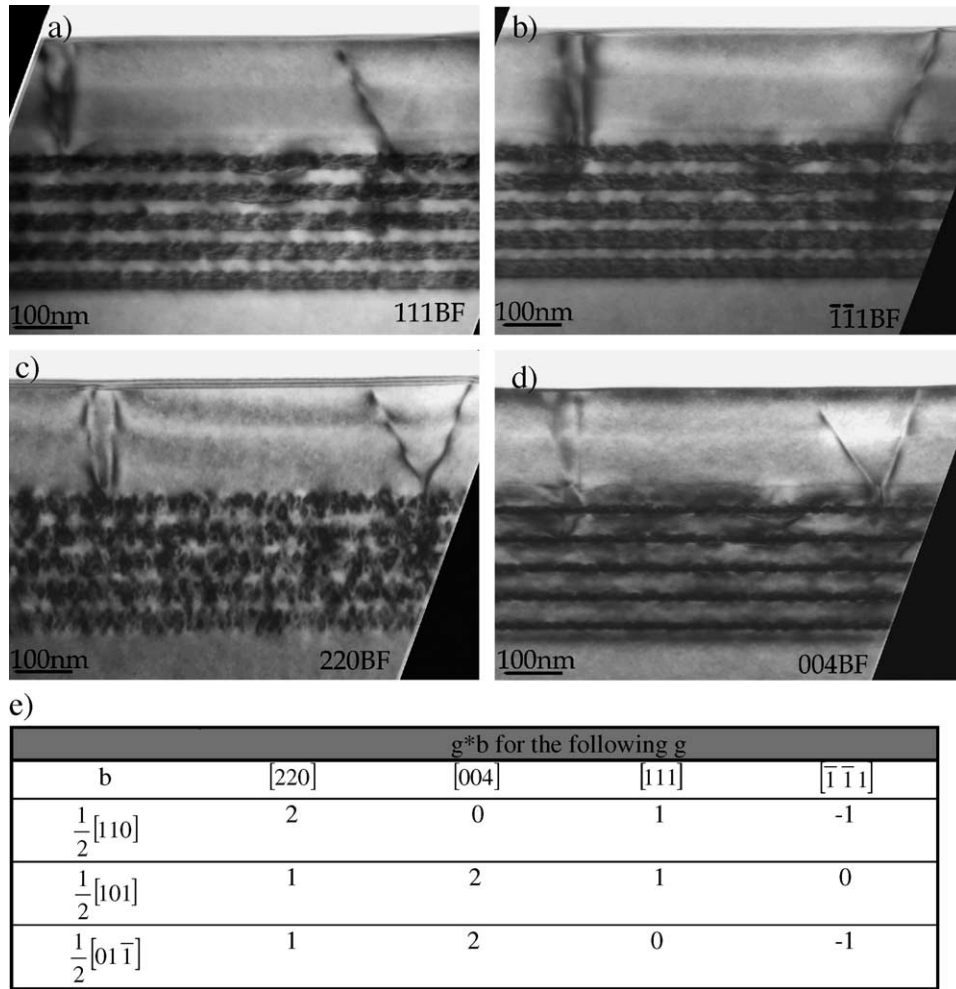 a)
b)
100nm
111BF
100nm
1̅1̅1BF
c)
d)
100nm
220BF
100nm
004BF
e)
g*b for the following g
b [220] [004] [111] [1̅ 1̅ 1]
1/2 [110] 2 0 1 -1
1/2 [101] 1 2 1 0
1/2 [01 1̅] 1 2 0 -1